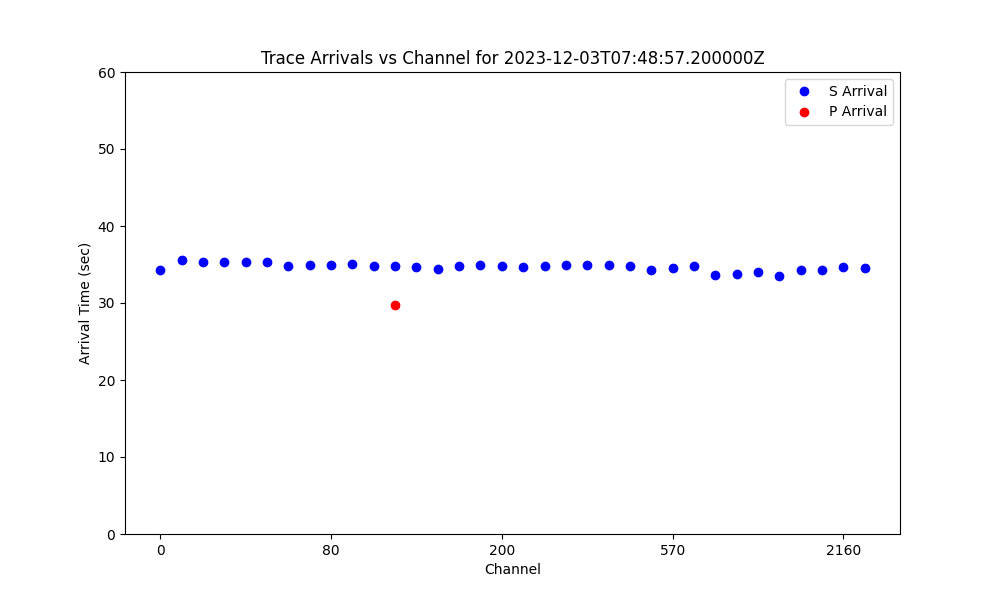 Trace Arrivals vs Channel for 2023-12-03T07:48:57.200000Z
S Arrival
P Arrival
60
50
40
30
20
10
0
Arrival Time (sec)
0 80 200 570 2160
Channel